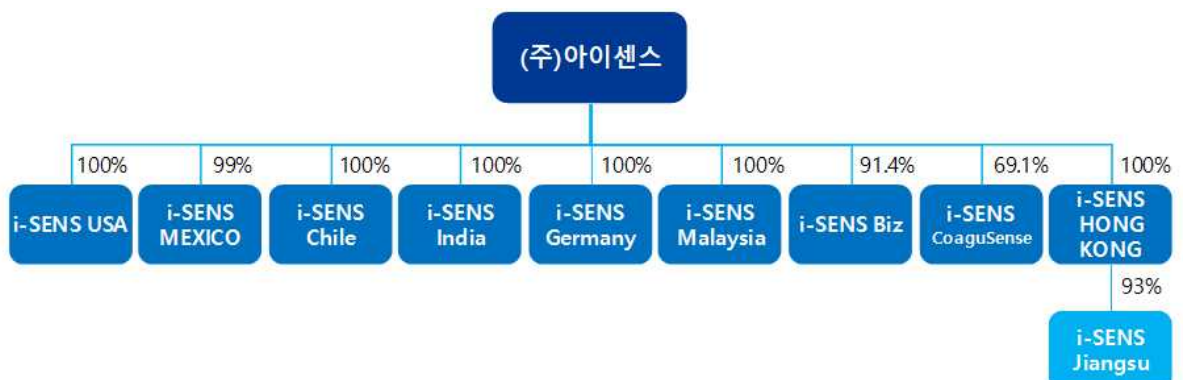 (주)아이센스
100% 99% 100% 100% 100% 100% 91.4% 69.1% 100%
i-SENS USA
i-SENS
MEXICO
i-SENS
Chile
i-SENS
India
i-SENS
Germany
i-SENS
Malaysia
i-SENS Biz
i-SENS
CoaguSense
i-SENS
HONG
KONG
93%
i-SENS
Jiangsu